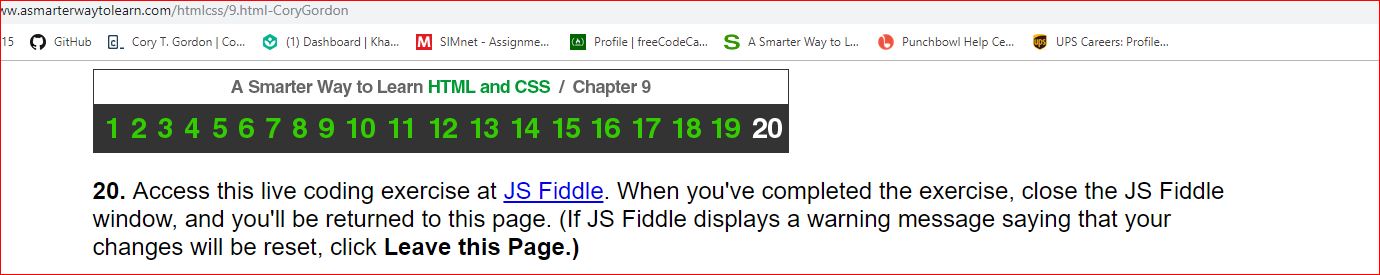 ww.asmarterwaytolearn.com/htmlcss/9.html-CoryGordon
15 GitHub Cory T. Gordon | Co... (1) Dashboard | Kha... SIMnet - Assignme... Profile | freeCodeCa... A Smarter Way to L... Punchbowl Help Ce... UPS Careers: Profile...
A Smarter Way to Learn HTML and CSS / Chapter 9
1 2 3 4 5 6 7 8 9 10 11 12 13 14 15 16 17 18 19 20
20. Access this live coding exercise at JS Fiddle. When you've completed the exercise, close the JS Fiddle
window, and you'll be returned to this page. (If JS Fiddle displays a warning message saying that your
changes will be reset, click Leave this Page.)